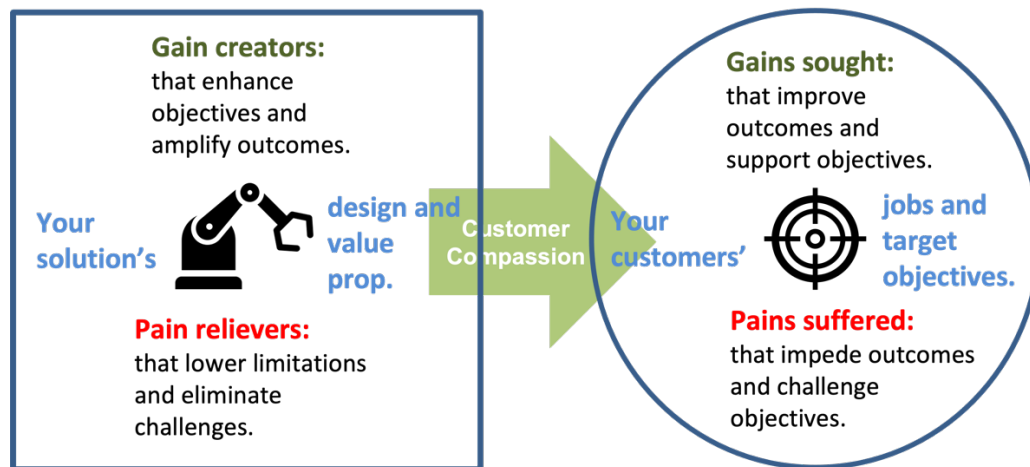 Gain creators:
that enhance
objectives and
amplify outcomes.
Your
solution's
design and
value
prop.
Pain relievers:
that lower limitations
and eliminate
challenges.
Customer
Compassion
Gains sought:
that improve
outcomes and
support objectives.
Your
customers'
jobs and
target
objectives.
Pains suffered:
that impede outcomes
and challenge
objectives.